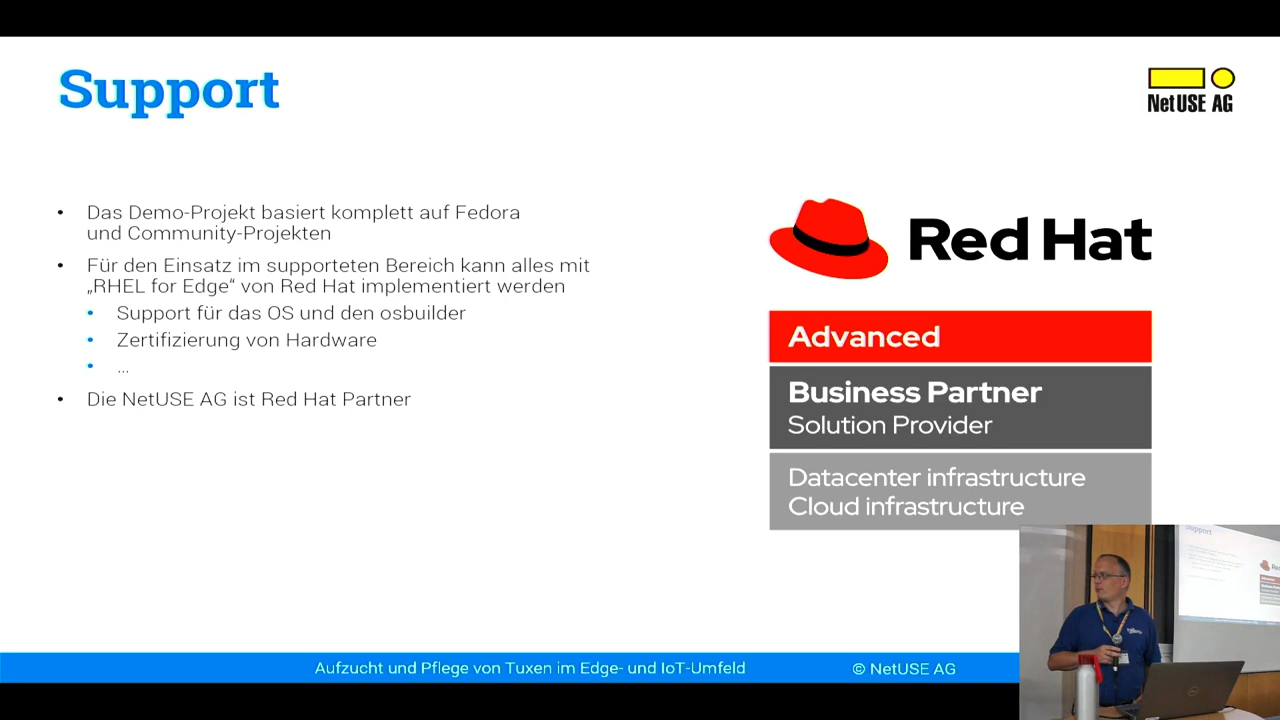 Support
NetUSE AG
• Das Demo-Projekt basiert komplett auf Fedora
und Community-Projekten
• Für den Einsatz im supporteten Bereich kann alles mit
„RHEL for Edge“ von Red Hat implementiert werden
• Support für das OS und den osbuilder
• Zertifizierung von Hardware
• ...
• Die NetUSE AG ist Red Hat Partner
Red Hat
Advanced
Business Partner
Solution Provider
Datacenter infrastructure
Cloud infrastructure
Support
Aufzucht und Pflege von Tuxen im Edge- und IoT-Umfeld
© NetUSE AG